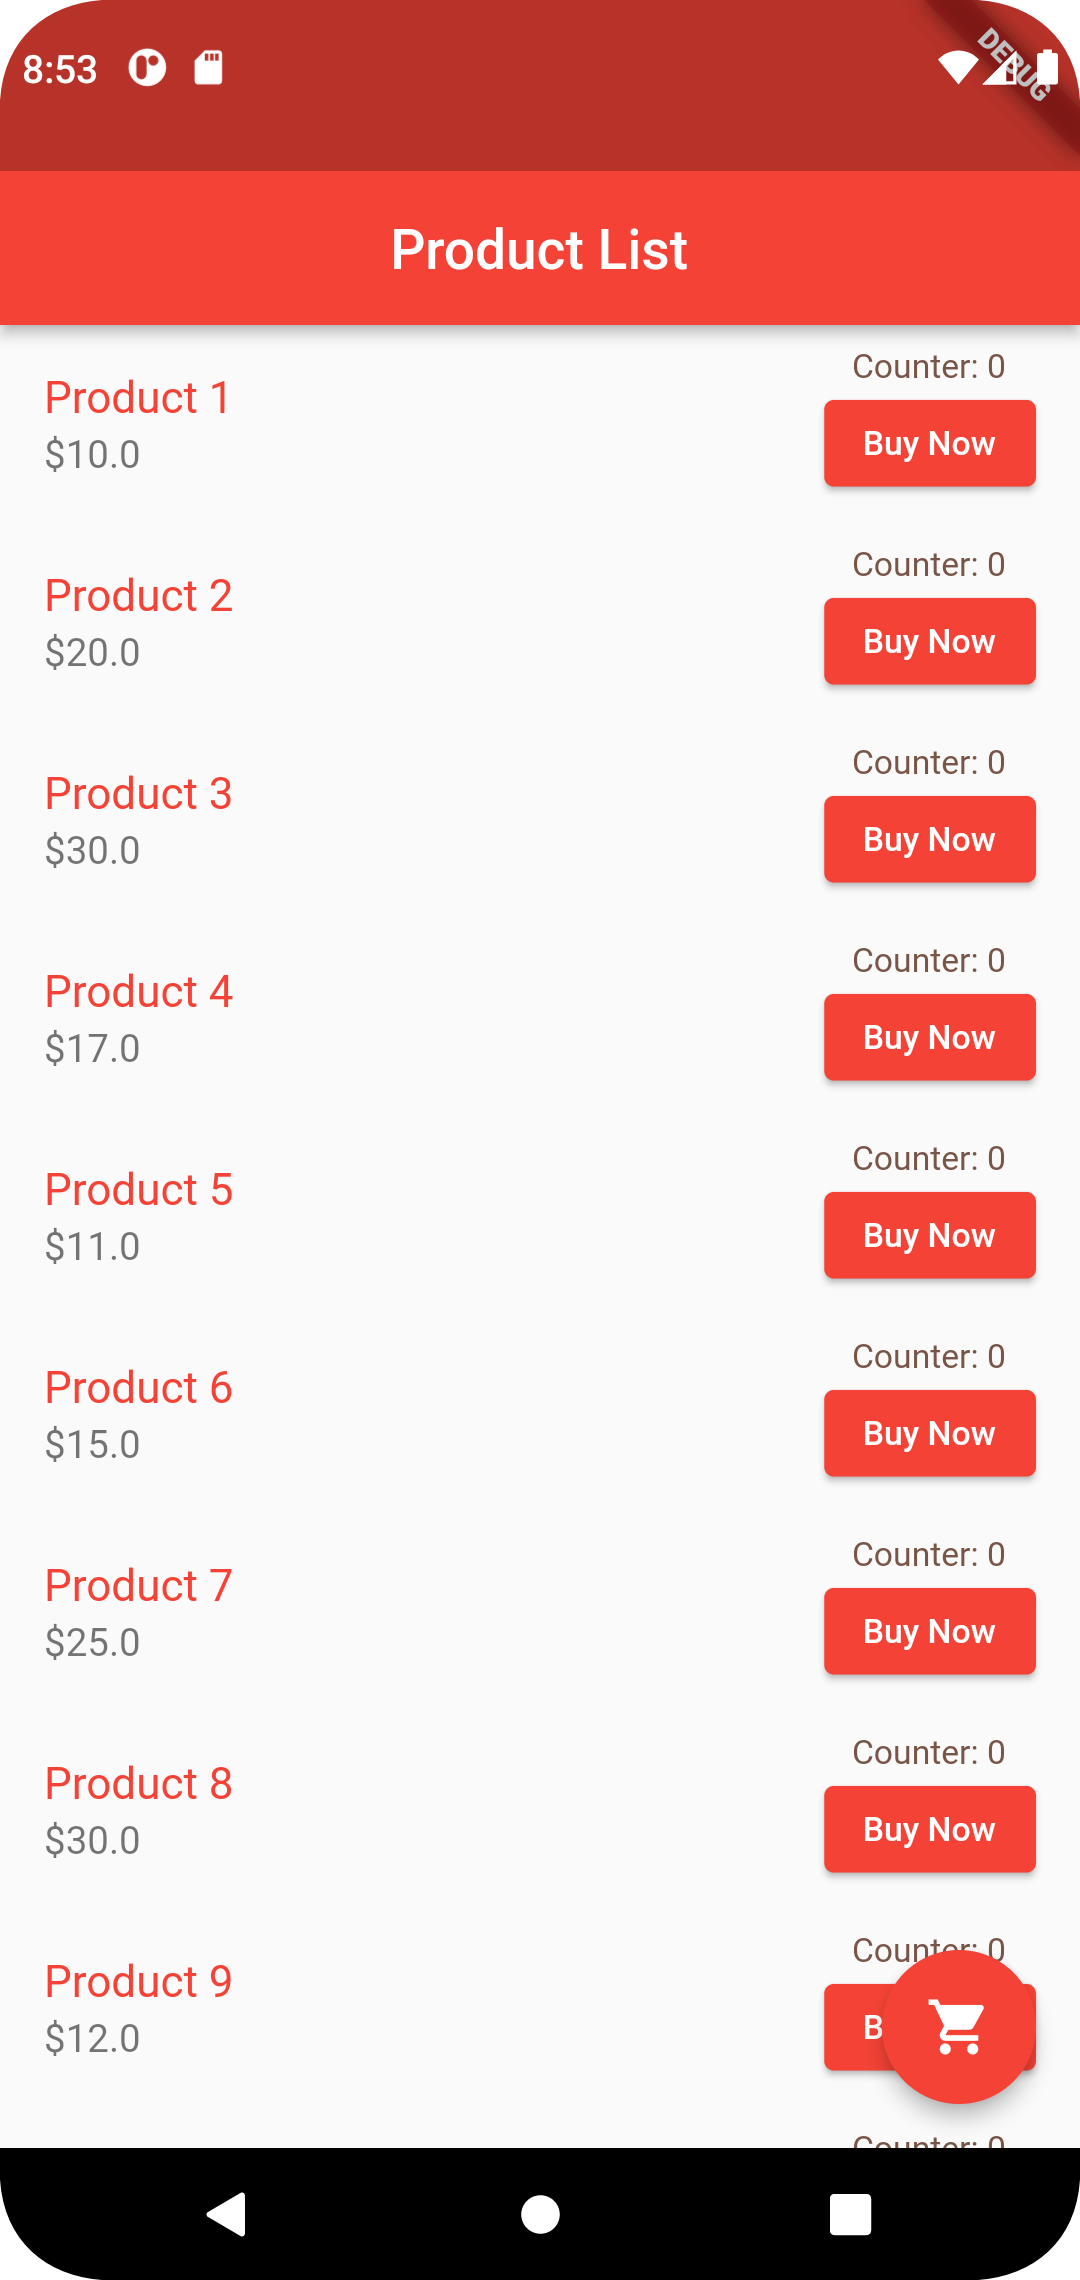 8:53
DEBUG
Product List
Counter: 0
Product 1
Buy Now
$10.0
Counter: 0
Product 2
Buy Now
$20.0
Counter: 0
Product 3
Buy Now
$30.0
Counter: 0
Product 4
Buy Now
$17.0
Counter: 0
Product 5
Buy Now
$11.0
Counter: 0
Product 6
Buy Now
$15.0
Counter: 0
Product 7
Buy Now
$25.0
Counter: 0
Product 8
Buy Now
$30.0
Counter: 0
Product 9
B
$12.0
Counter: 0